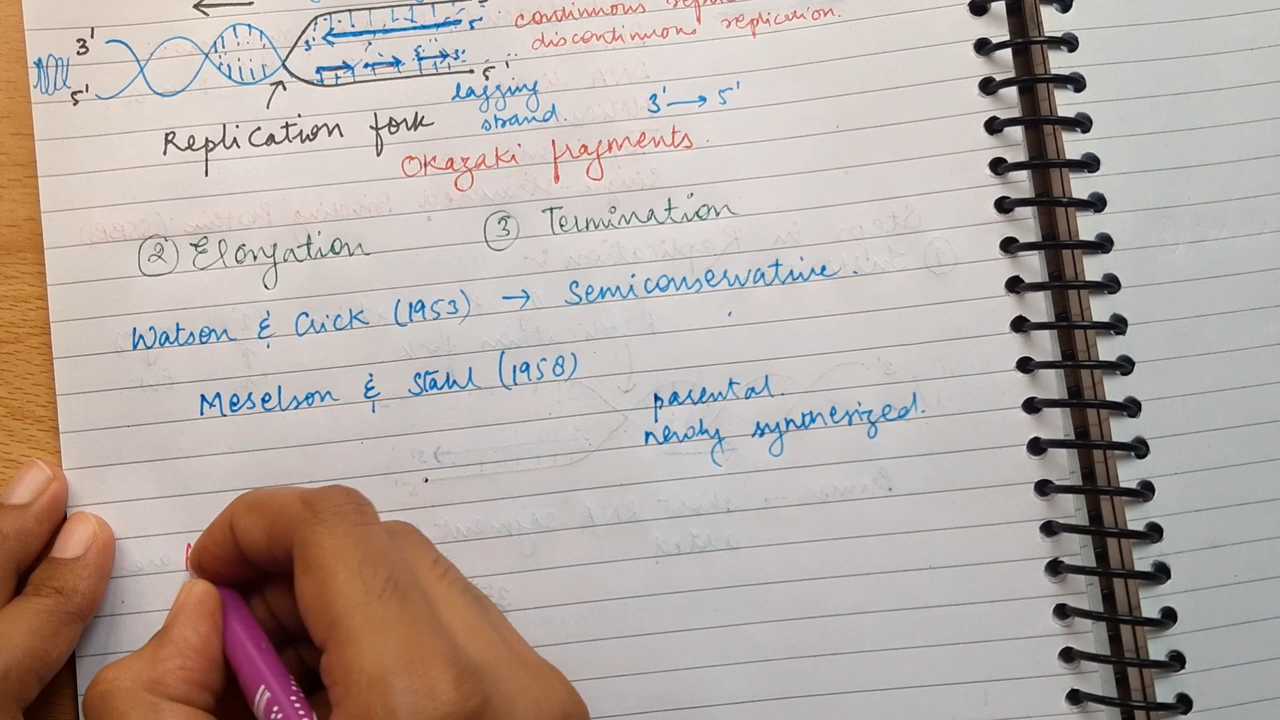 continuous
discontinuous replication.
3'
5'
3'
5'
5'
lagging
strand.
3' → 5'
Replication fork
Okazaki fragments.
② Elongation
③ Termination
Watson & Crick (1953) → Semiconservative.
Meselson & Stahl (1958)
parental.
newly synthesized.